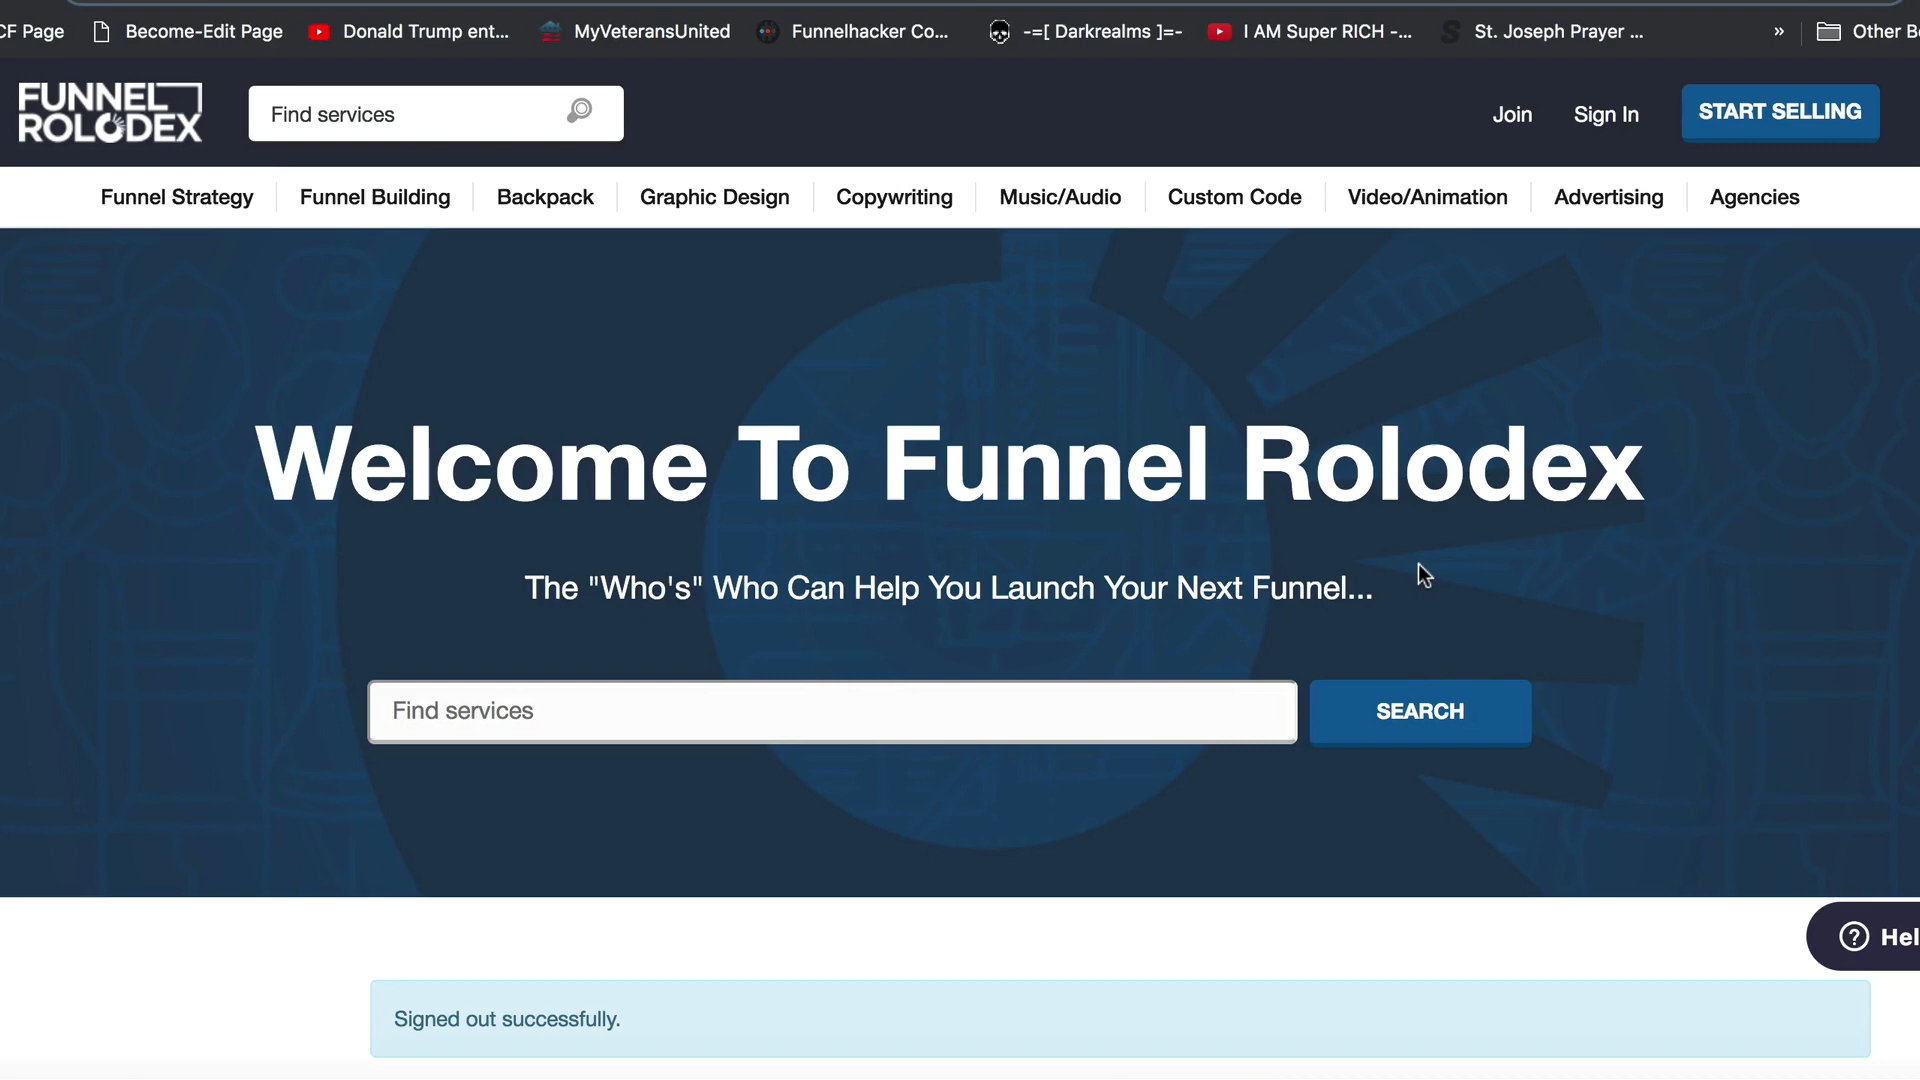 CF Page Become-Edit Page Donald Trump ent... MyVeteransUnited Funnelhacker Co... -=[ Darkrealms ]=- I AM Super RICH -... St. Joseph Prayer ... » Other Bo
FUNNEL
ROLODEX
Find services
Join Sign In START SELLING
Funnel Strategy Funnel Building Backpack Graphic Design Copywriting Music/Audio Custom Code Video/Animation Advertising Agencies
Welcome To Funnel Rolodex
The "Who's" Who Can Help You Launch Your Next Funnel...
Find services SEARCH
? Hel
Signed out successfully.